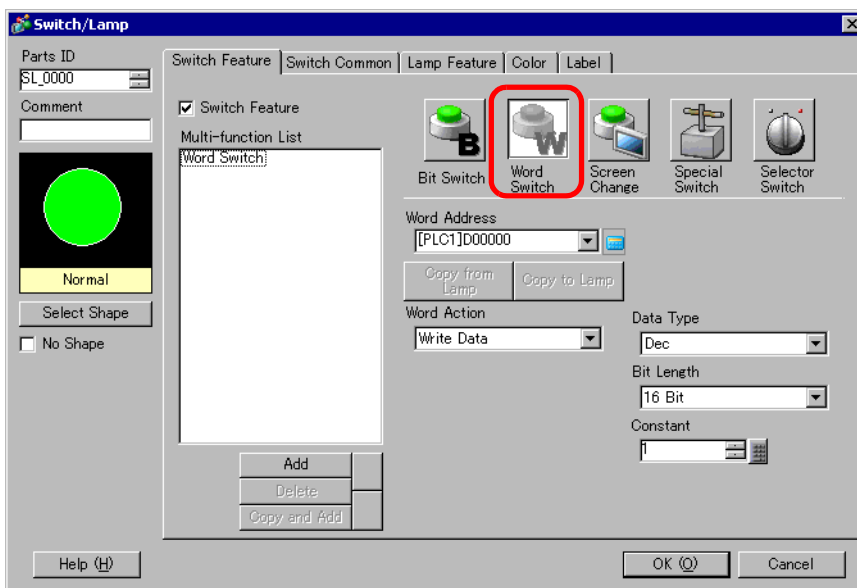 Switch/Lamp
Parts ID
SL_0000
Comment
Normal
Select Shape
No Shape
Switch Feature
Switch Common
Lamp Feature
Color
Label
Switch Feature
Multi-function List
Word Switch
Add
Delete
Copy and Add
B
Bit Switch
W
Word
Switch
Screen
Change
Special
Switch
Selector
Switch
Word Address
[PLC1]D00000
Copy from
Lamp
Copy to Lamp
Word Action
Write Data
Data Type
Dec
Bit Length
16 Bit
Constant
1
Help (H)
OK (O)
Cancel